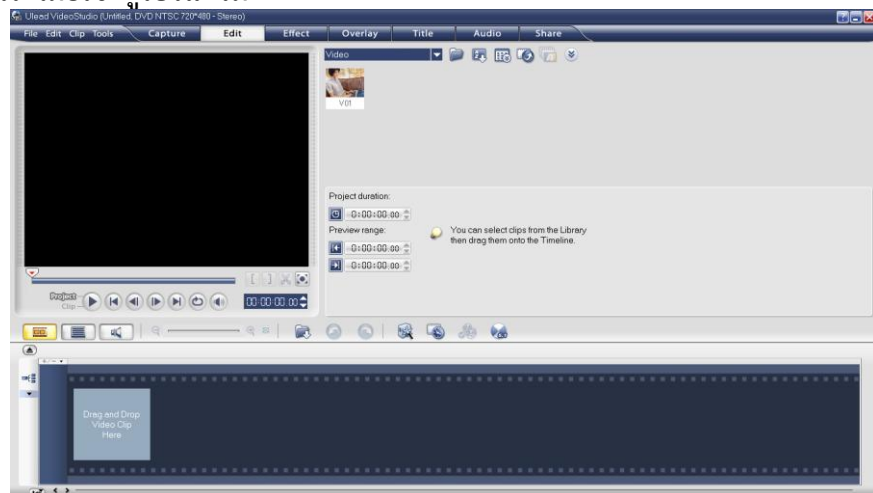 Ulead VideoStudio (Untitled, DVD NTSC 720*480 - Stereo)
File Edit Clip Tools Capture Edit Effect Overlay Title Audio Share
Video
V01
Project duration:
0:00:00.00
Preview range:
0:00:00.00
0:00:00.00
You can select clips from the Library
then drag them onto the Timeline.
Project
Clip
00:00:00.00
Drag and Drop
Video Clip
Here